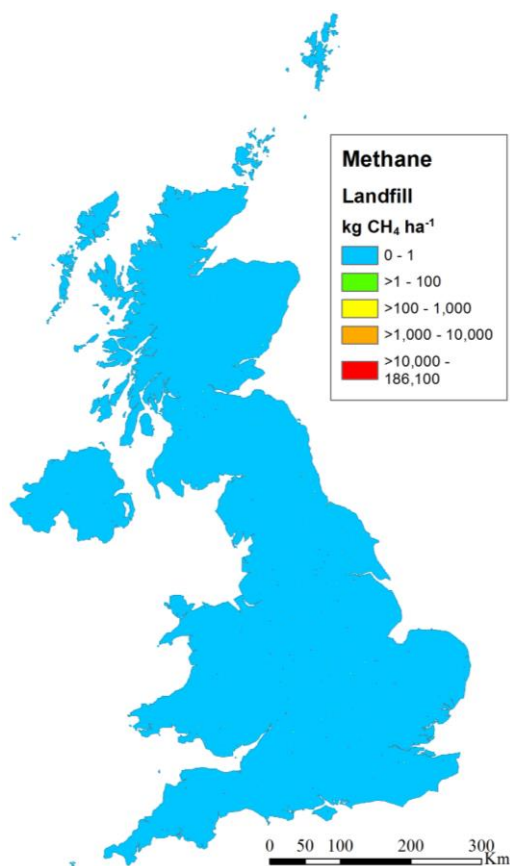 Methane
Landfill
kg CH₄ ha⁻¹
0 - 1
>1 - 100
>100 - 1,000
>1,000 - 10,000
>10,000 -
186,100
0 50 100 200 300
Km